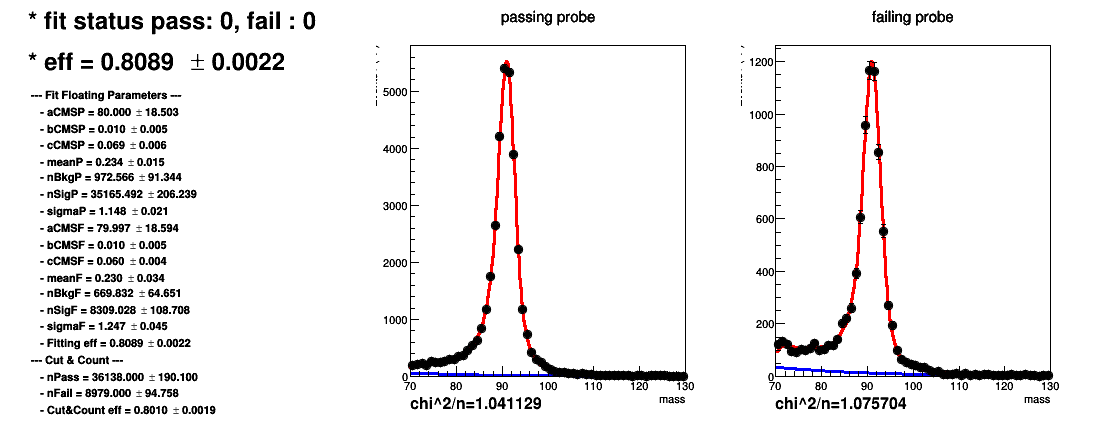 * fit status pass: 0, fail : 0
* eff = 0.8089 ± 0.0022
--- Fit Floating Parameters ---
- aCMSP = 80.000 ± 18.503
- bCMSP = 0.010 ± 0.005
- cCMSP = 0.069 ± 0.006
- meanP = 0.234 ± 0.015
- nBkgP = 972.566 ± 91.344
- nSigP = 35165.492 ± 206.239
- sigmaP = 1.148 ± 0.021
- aCMSF = 79.997 ± 18.594
- bCMSF = 0.010 ± 0.005
- cCMSF = 0.060 ± 0.004
- meanF = 0.230 ± 0.034
- nBkgF = 669.832 ± 64.651
- nSigF = 8309.028 ± 108.708
- sigmaF = 1.247 ± 0.045
- Fitting eff = 0.8089 ± 0.0022
--- Cut & Count ---
- nPass = 36138.000 ± 190.100
- nFail = 8979.000 ± 94.758
- Cut&Count eff = 0.8010 ± 0.0019
passing probe
5000
4000
3000
2000
1000
0
70 80 90 100 110 120 130
mass
chi^2/n=1.041129
failing probe
1200
1000
800
600
400
200
0
70 80 90 100 110 120 130
mass
chi^2/n=1.075704